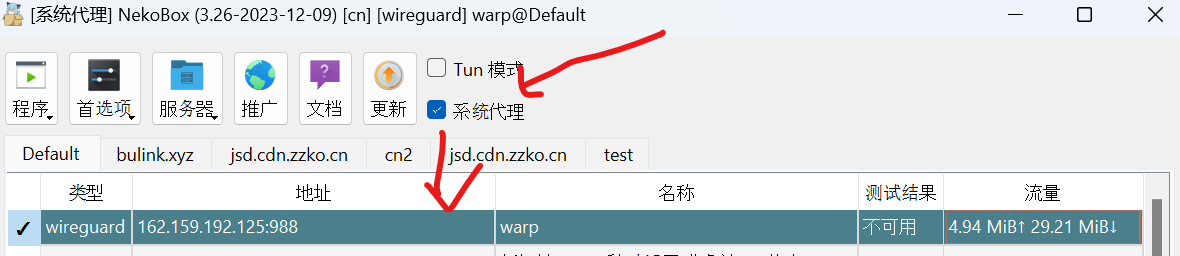 [系统代理] NekoBox (3.26-2023-12-09) [cn] [wireguard] warp@Default
Tun 模式
程序 首选项 服务器 推广 文档 更新 系统代理
Default bulink.xyz jsd.cdn.zzko.cn cn2 jsd.cdn.zzko.cn test
类型 地址 名称 测试结果 流量
✓ wireguard 162.159.192.125:988 warp 不可用 4.94 MiB↑ 29.21 MiB↓